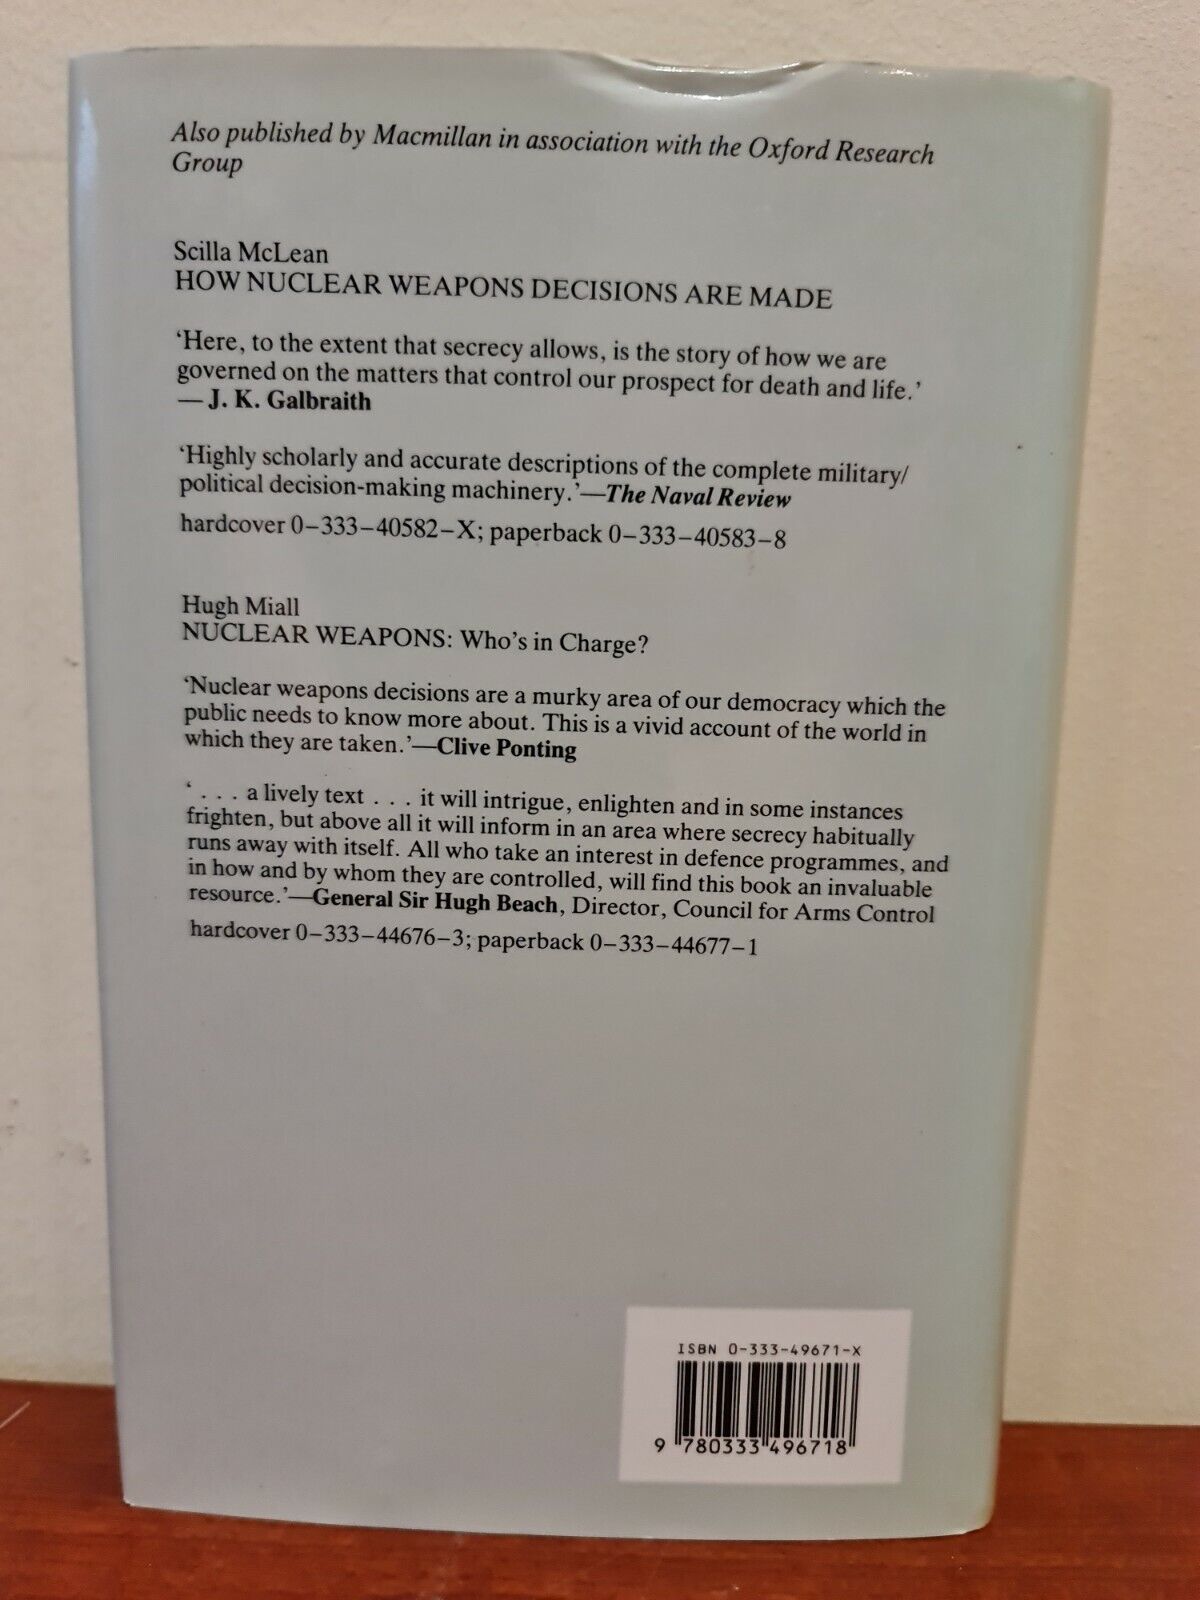 Also published by Macmillan in association with the Oxford Research
Group
Scilla McLean
HOW NUCLEAR WEAPONS DECISIONS ARE MADE
‘Here, to the extent that secrecy allows, is the story of how we are
governed on the matters that control our prospect for death and life.’
— J. K. Galbraith
‘Highly scholarly and accurate descriptions of the complete military/
political decision-making machinery.’—The Naval Review
hardcover 0–333–40582–X; paperback 0–333–40583–8
Hugh Miall
NUCLEAR WEAPONS: Who's in Charge?
‘Nuclear weapons decisions are a murky area of our democracy which the
public needs to know more about. This is a vivid account of the world in
which they are taken.’—Clive Ponting
‘ . . . a lively text . . . it will intrigue, enlighten and in some instances
frighten, but above all it will inform in an area where secrecy habitually
runs away with itself. All who take an interest in defence programmes, and
in how and by whom they are controlled, will find this book an invaluable
resource.’—General Sir Hugh Beach, Director, Council for Arms Control
hardcover 0–333–44676–3; paperback 0–333–44677–1
ISBN 0-333-49671-X
9 780333 496718